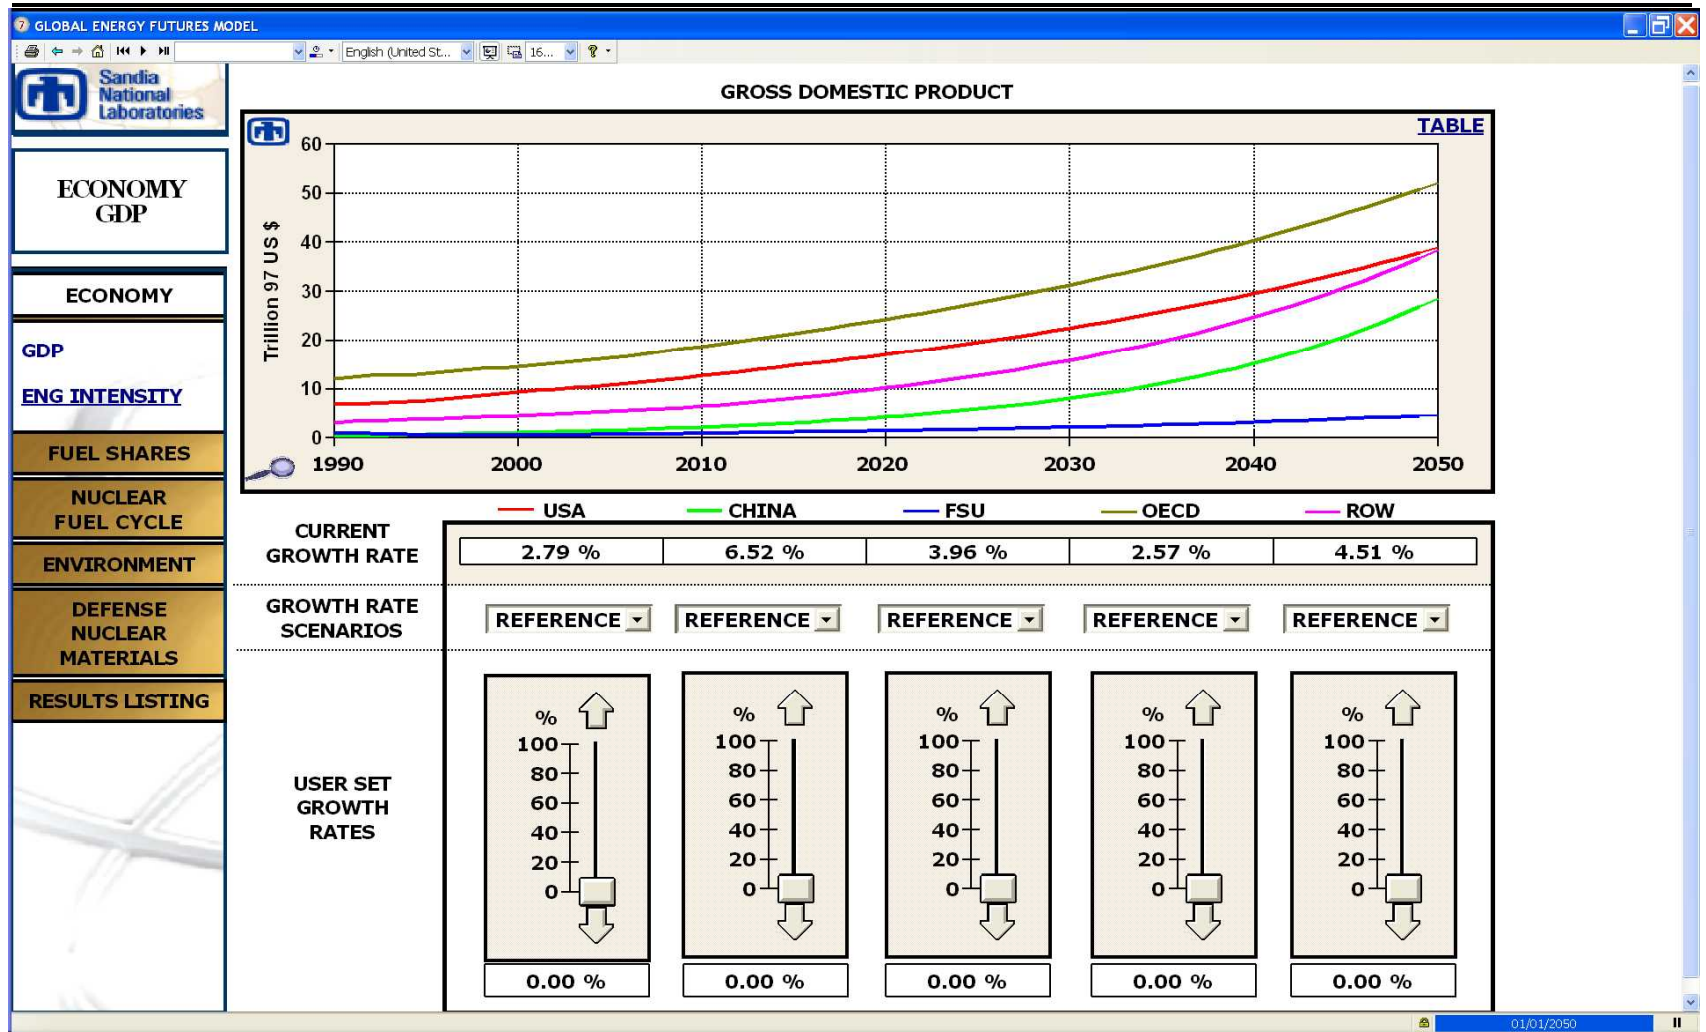 GLOBAL ENERGY FUTURES MODEL
English (United St...
16...
Sandia
National
Laboratories
ECONOMY
GDP
ECONOMY
GDP
ENG INTENSITY
FUEL SHARES
NUCLEAR
FUEL CYCLE
ENVIRONMENT
DEFENSE
NUCLEAR
MATERIALS
RESULTS LISTING
GROSS DOMESTIC PRODUCT
TABLE
Trillion 97 US $
60
50
40
30
20
10
0
1990 2000 2010 2020 2030 2040 2050
USA CHINA FSU OECD ROW
CURRENT
GROWTH RATE
2.79 % 6.52 % 3.96 % 2.57 % 4.51 %
GROWTH RATE
SCENARIOS
REFERENCE REFERENCE REFERENCE REFERENCE REFERENCE
USER SET
GROWTH
RATES
% % % % %
100 100 100 100 100
80 80 80 80 80
60 60 60 60 60
40 40 40 40 40
20 20 20 20 20
0 0 0 0 0
0.00 % 0.00 % 0.00 % 0.00 % 0.00 %
01/01/2050